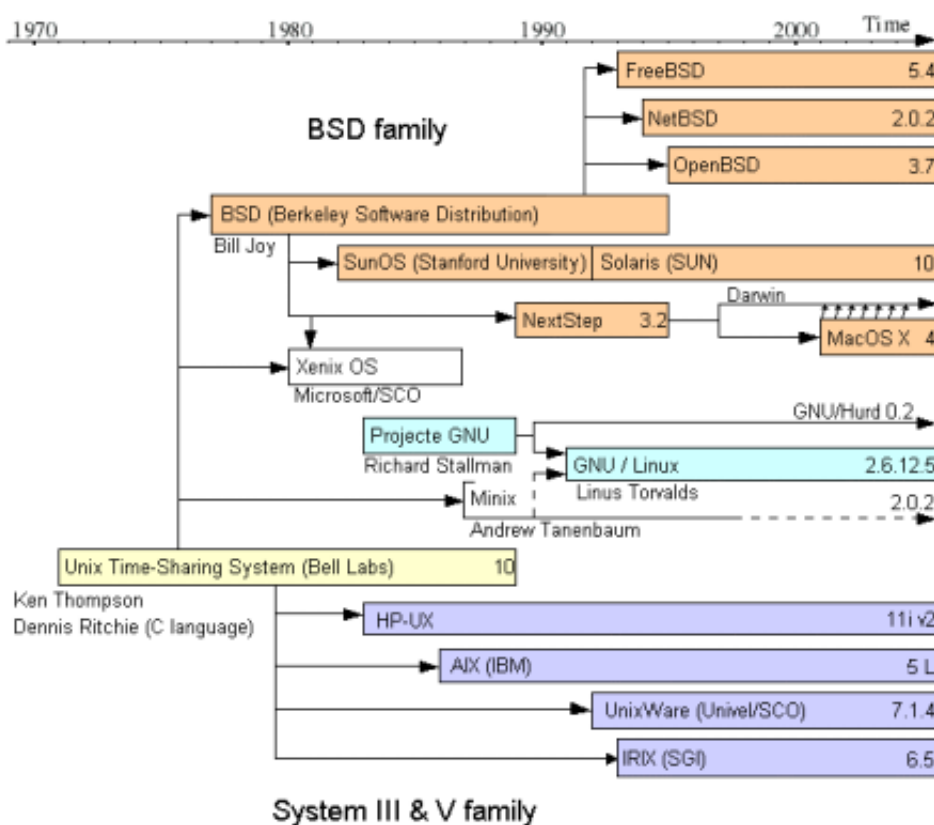 1970 1980 1990 2000 Time
FreeBSD 5.4
NetBSD 2.0.2
BSD family
OpenBSD 3.7
BSD (Berkeley Software Distribution)
Bill Joy
SunOS (Stanford University) Solaris (SUN) 10
Darwin
NextStep 3.2
MacOS X 4
Xenix OS
Microsoft/SCO
GNU/Hurd 0.2
Projecte GNU
Richard Stallman
GNU / Linux 2.6.12.5
Linus Torvalds
Minix 2.0.2
Andrew Tanenbaum
Unix Time-Sharing System (Bell Labs) 10
Ken Thompson
Dennis Ritchie (C language)
HP-UX 11i v2
AIX (IBM) 5 L
UnixWare (Univel/SCO) 7.1.4
IRIX (SGI) 6.5
System III & V family